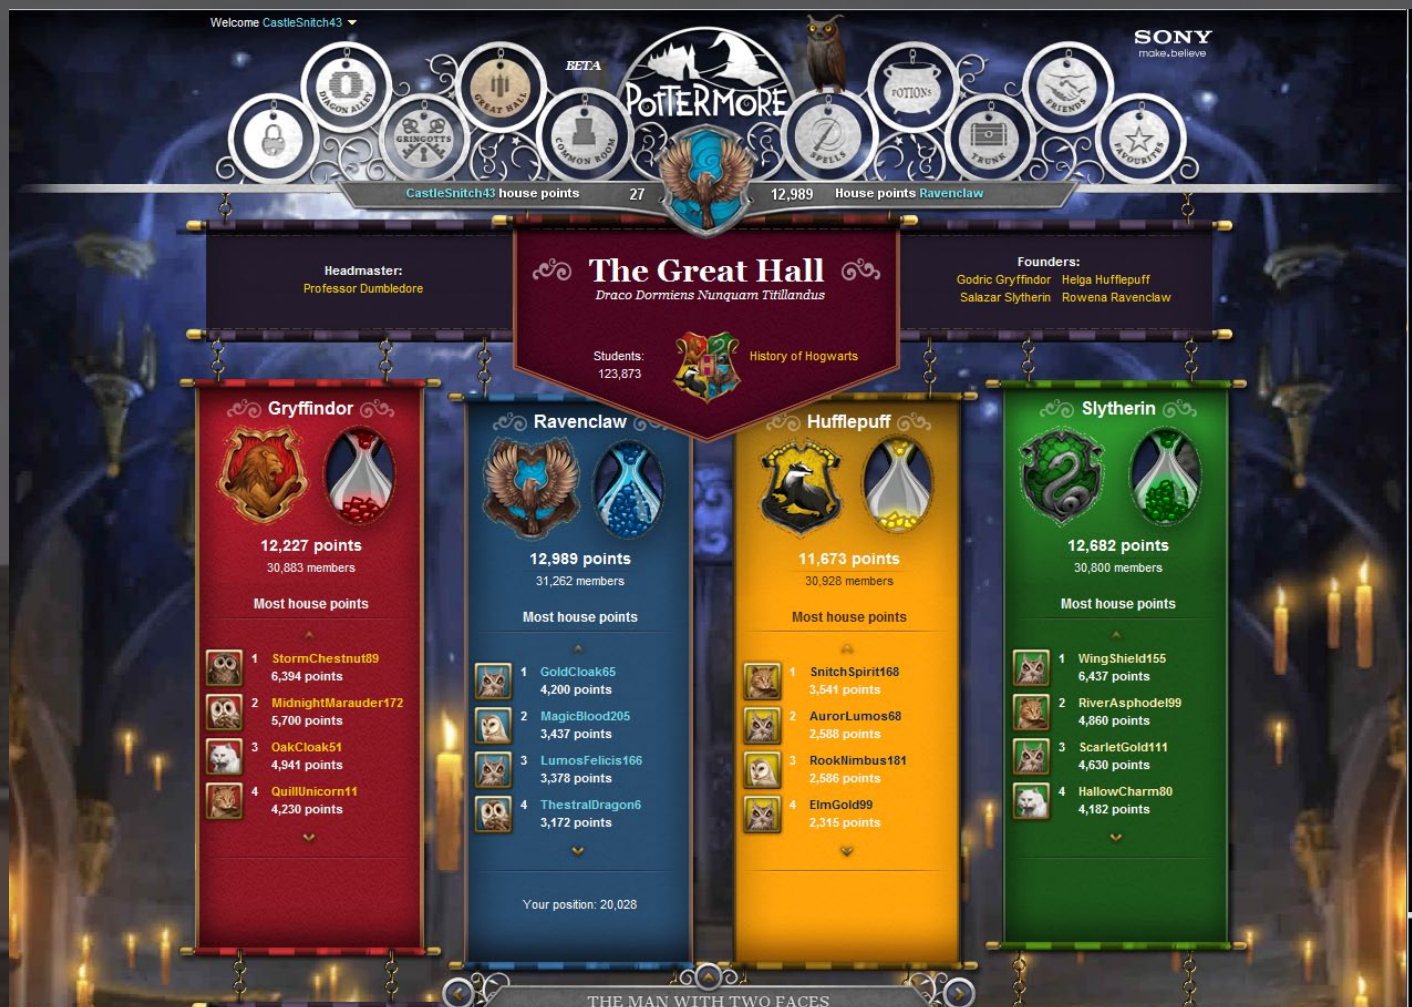 Welcome CastleSnitch43
SONY
make.believe
BETA
POTTERMORE
DIAGON ALLEY
GRINGOTTS
GREAT HALL
COMMON ROOM
SPELLS
POTIONS
TRUNK
FRIENDS
FAVOURITES
CastleSnitch43 house points 27
12,989 House points Ravenclaw
Headmaster:
Professor Dumbledore
The Great Hall
Draco Dormiens Nunquam Titillandus
Students:
123,873
H
History of Hogwarts
Founders:
Godric Gryffindor Helga Hufflepuff
Salazar Slytherin Rowena Ravenclaw
Gryffindor
12,227 points
30,883 members
Most house points
1 StormChestnut89
6,394 points
2 MidnightMarauder172
5,700 points
3 OakCloak51
4,941 points
4 QuillUnicorn11
4,230 points
Ravenclaw
12,989 points
31,262 members
Most house points
1 GoldCloak65
4,200 points
2 MagicBlood205
3,437 points
3 LumosFelicis166
3,378 points
4 ThestralDragon6
3,172 points
Your position: 20,028
Hufflepuff
11,673 points
30,928 members
Most house points
1 SnitchSpirit168
3,541 points
2 AurorLumos68
2,588 points
3 RookNimbus181
2,586 points
4 ElmGold99
2,315 points
Slytherin
12,682 points
30,800 members
Most house points
1 WingShield155
6,437 points
2 RiverAsphodel99
4,860 points
3 ScarletGold111
4,630 points
4 HallowCharm80
4,182 points
THE MAN WITH TWO FACES